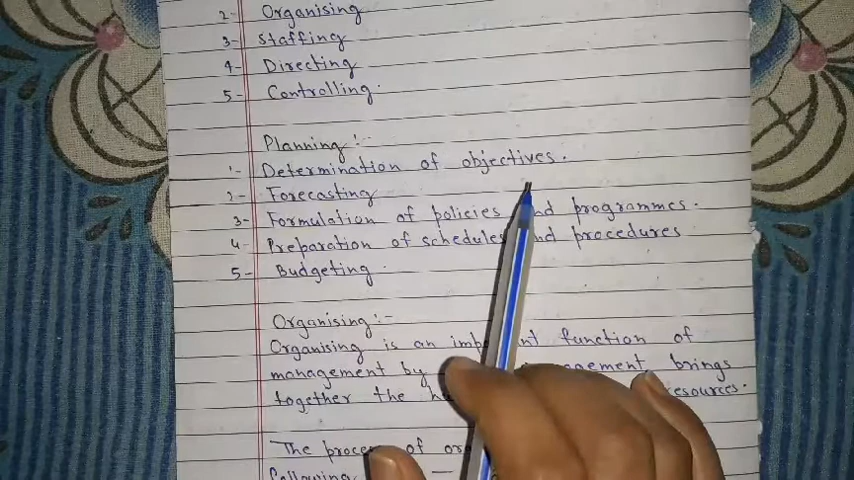 2- Organising
3- Staffing
4- Directing
5- Controlling.
Planning :-
1- Determination of objectives.
2- Forecasting
3- Formulation of policies and programmes.
4 Preparation of schedules and procedures
5- Budgeting.
Organising :-
Organising is an function of
management by brings
together the resources.
The process of
following